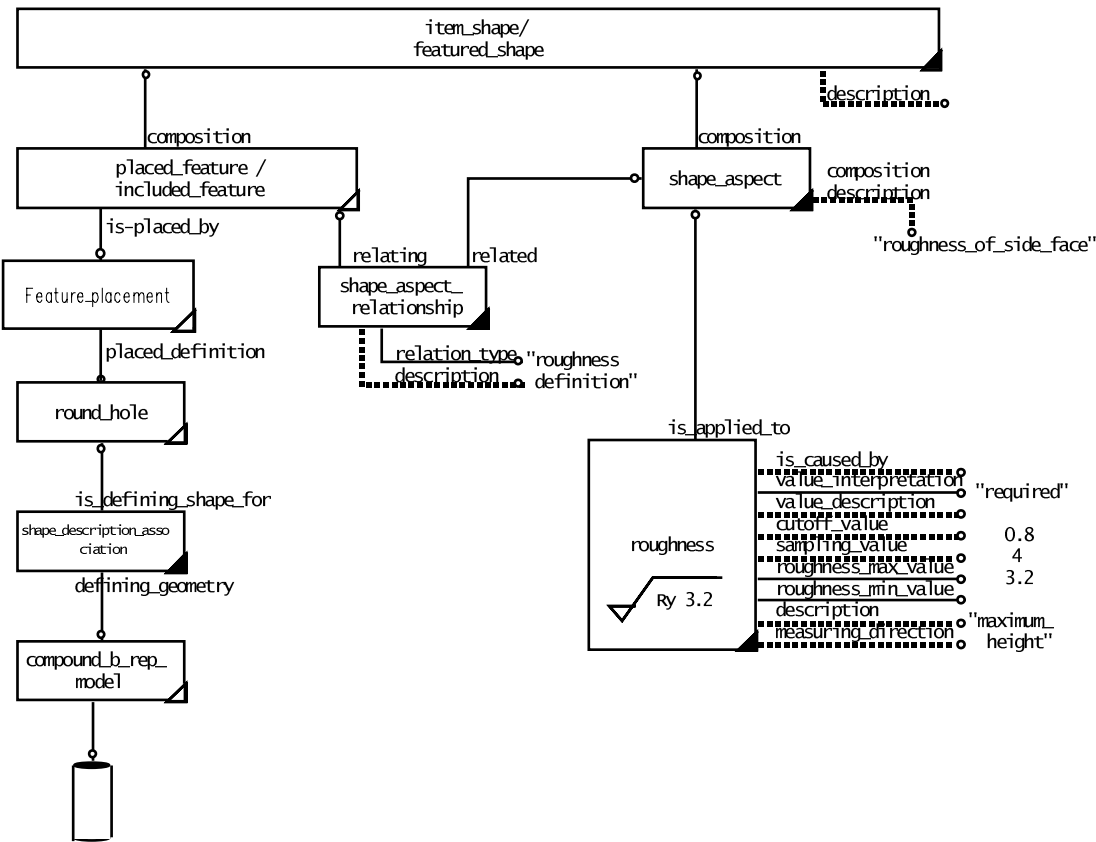 item_shape/
featured_shape
description
composition
composition
placed_feature /
included_feature
shape_aspect
composition
description
is-placed_by
"roughness_of_side_face"
relating
related
Feature_placement
shape_aspect_
relationship
placed_definition
relation_type
"roughness
description
definition"
round_hole
is_applied_to
is_caused_by
value_interpretation
"required"
is_defining_shape_for
value_description
shape_description_asso
ciation
cutoff_value
0.8
roughness
sampling_value
4
roughness_max_value
3.2
defining_geometry
roughness_min_value
Ry 3.2
description
"maximum_
measuring_direction
height"
compound_b_rep_
model